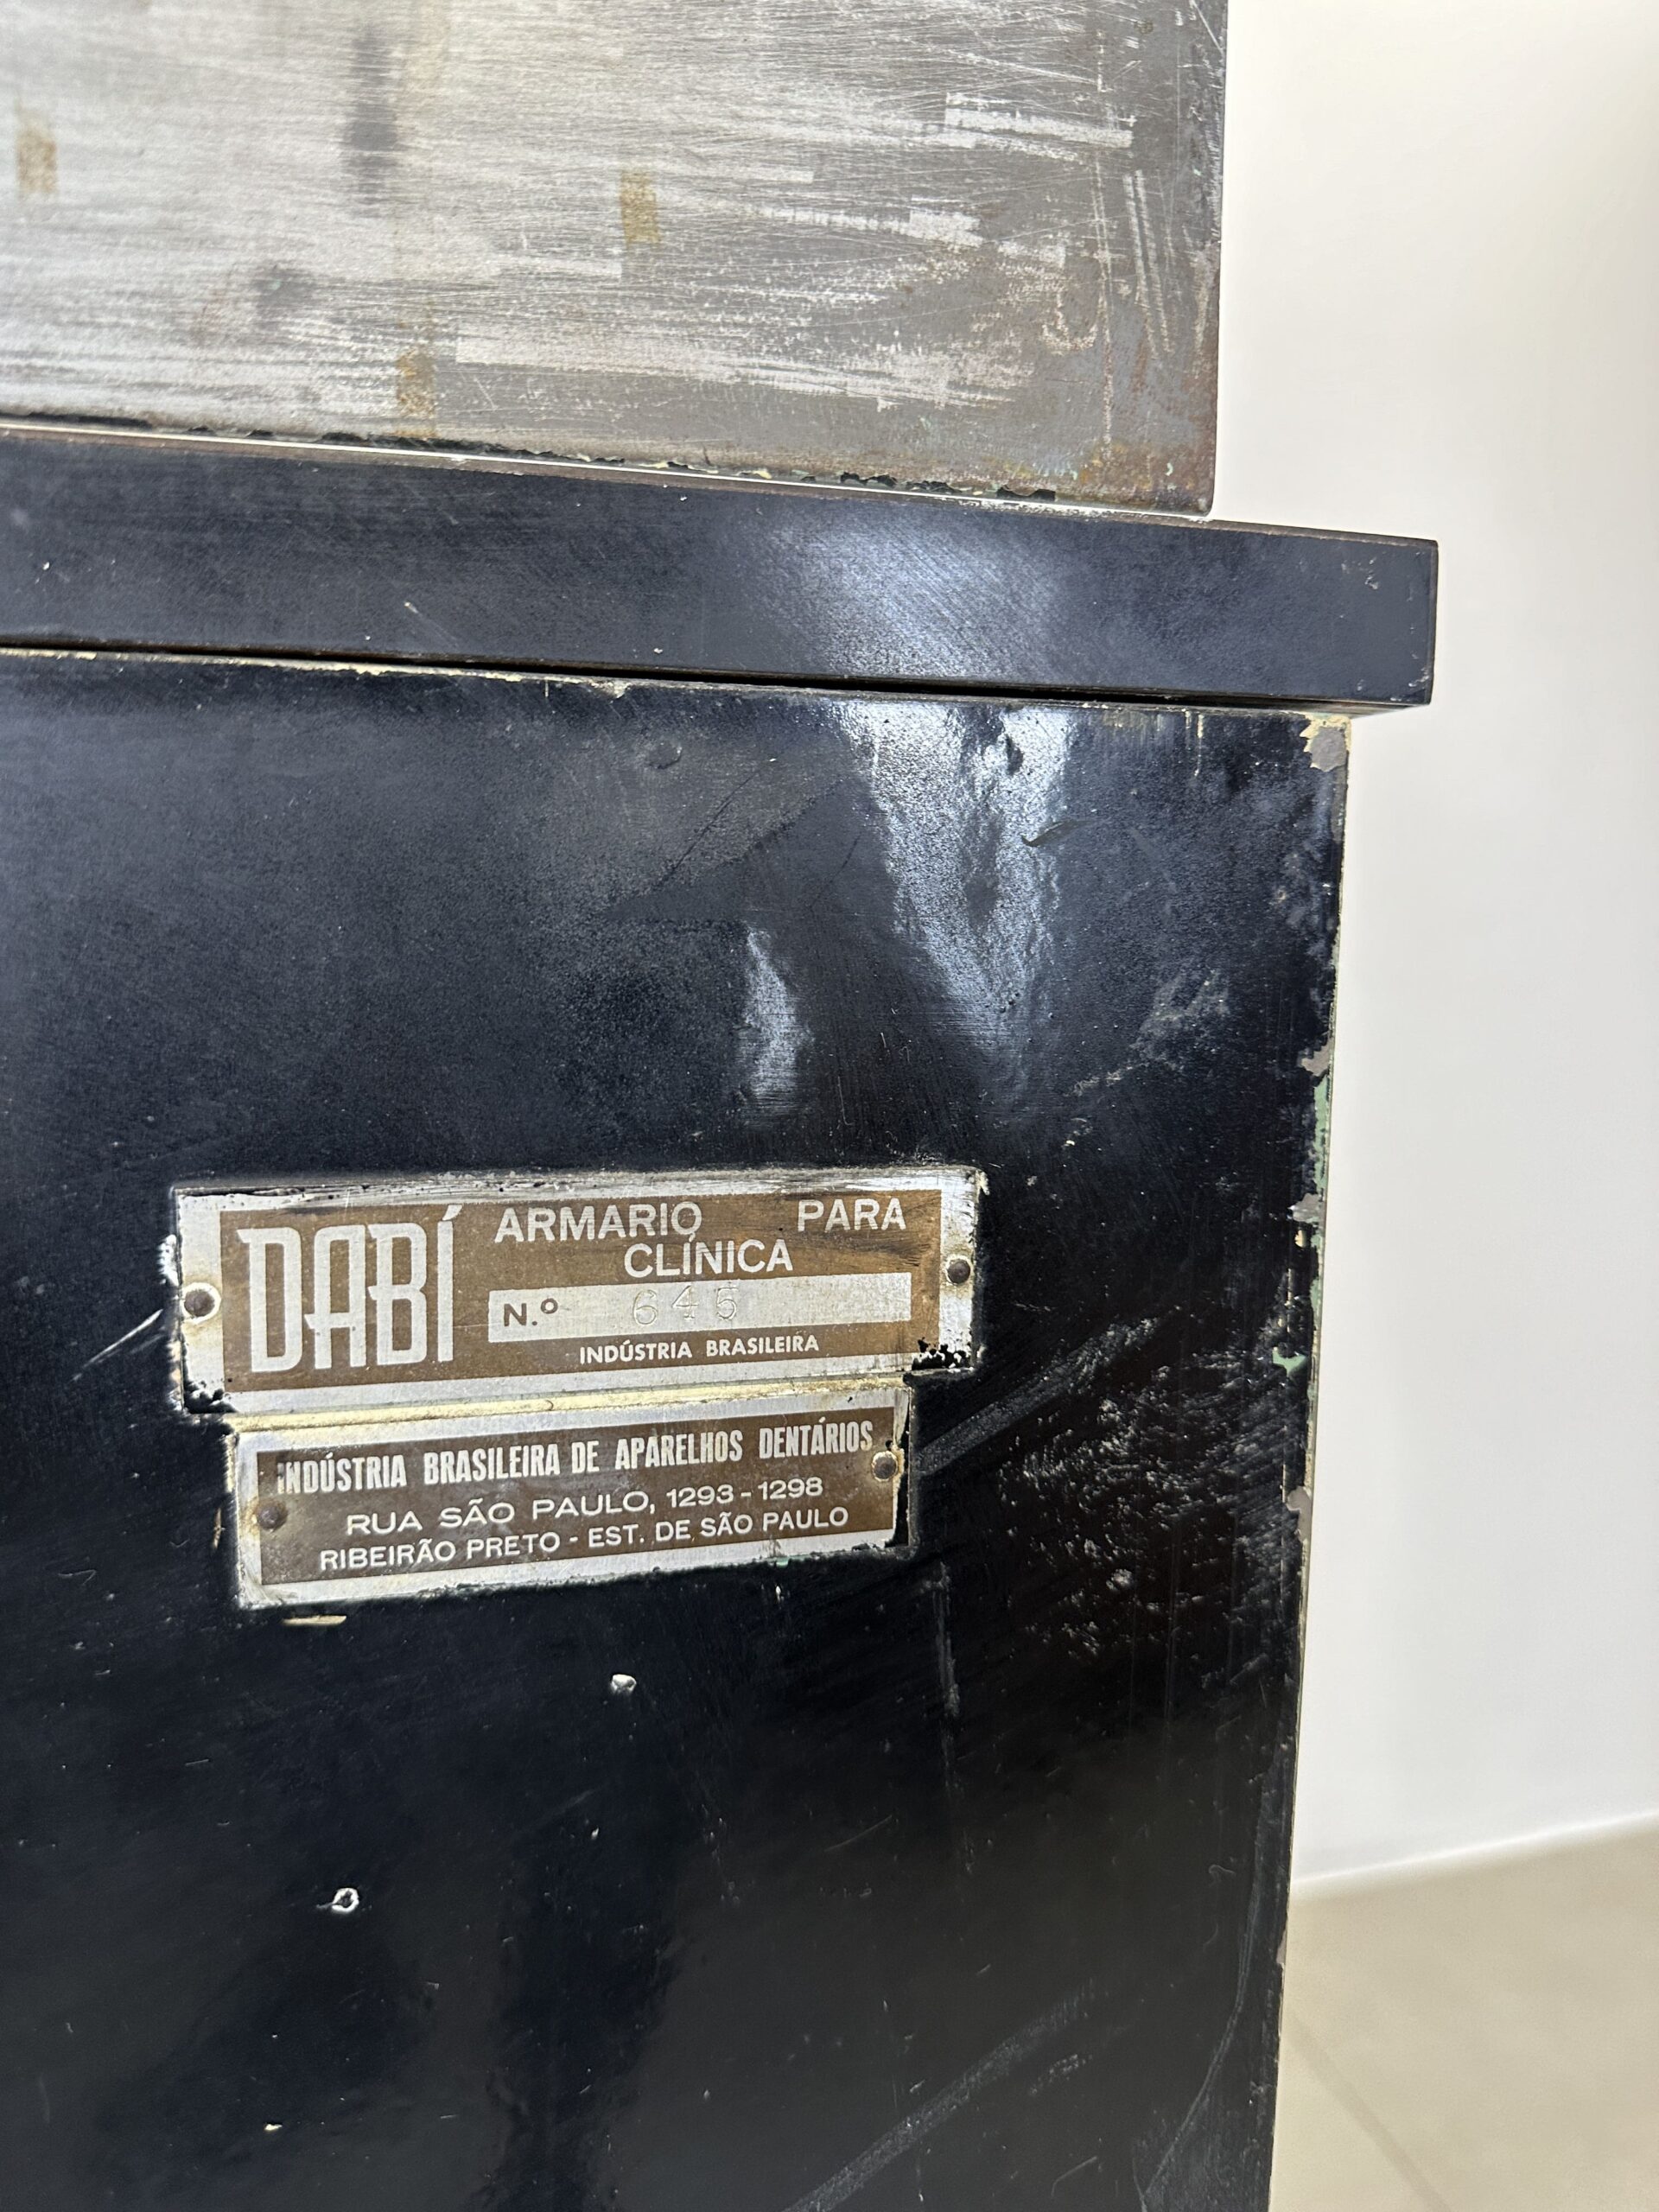 DABÍ
ARMARIO PARA
CLÍNICA
N.º 645
INDÚSTRIA BRASILEIRA
INDÚSTRIA BRASILEIRA DE APARELHOS DENTÁRIOS
RUA SÃO PAULO, 1293-1298
RIBEIRÃO PRETO - EST. DE SÃO PAULO